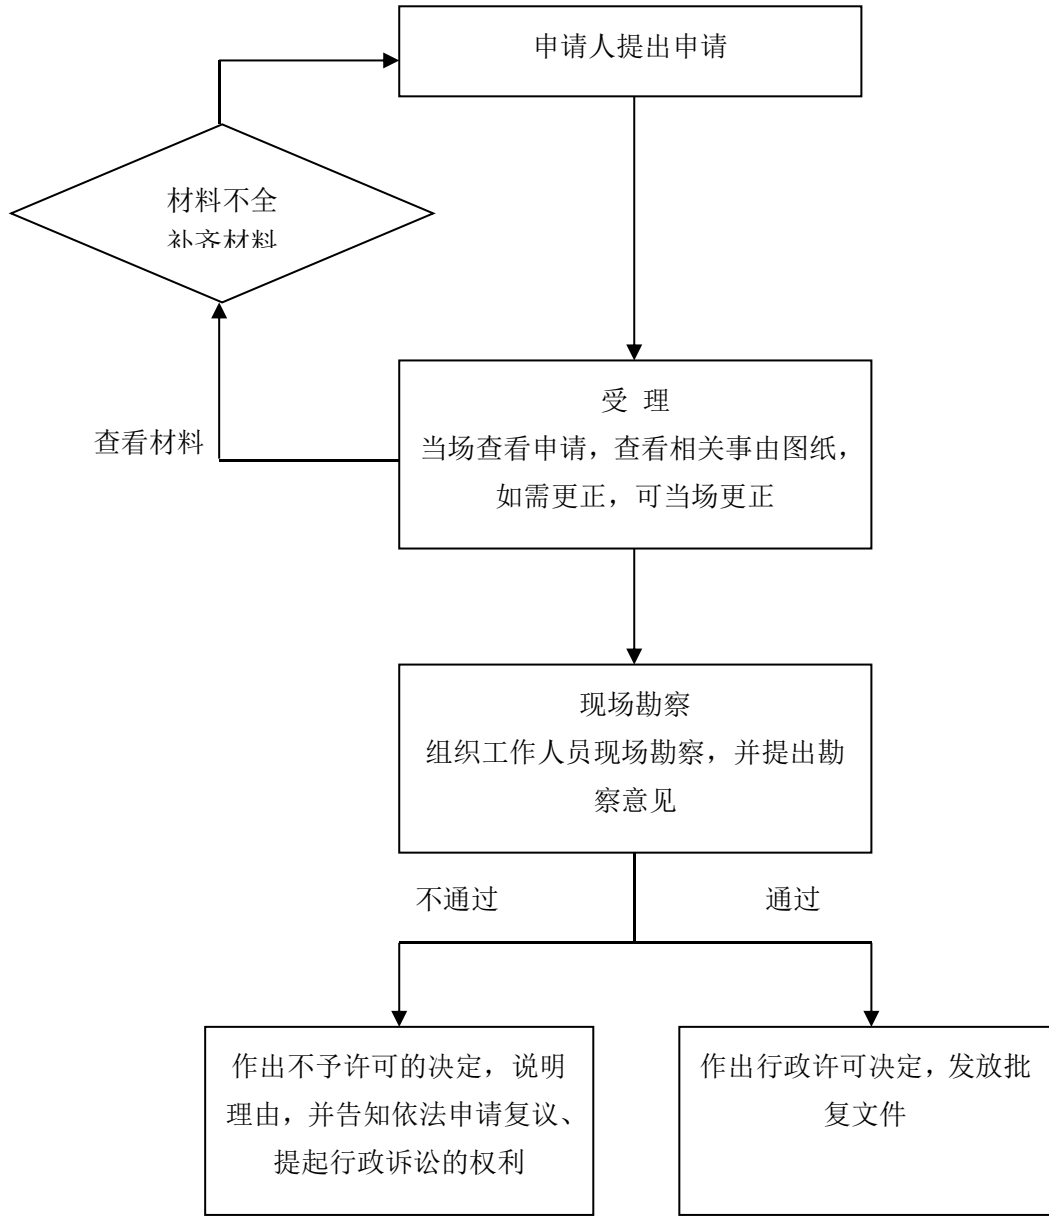 申请人提出申请
材料不全
补齐材料
查看材料
受 理
当场查看申请，查看相关事由图纸，
如需更正，可当场更正
现场勘察
组织工作人员现场勘察，并提出勘
察意见
不通过
通过
作出不予许可的决定，说明
理由，并告知依法申请复议、
提起行政诉讼的权利
作出行政许可决定，发放批
复文件